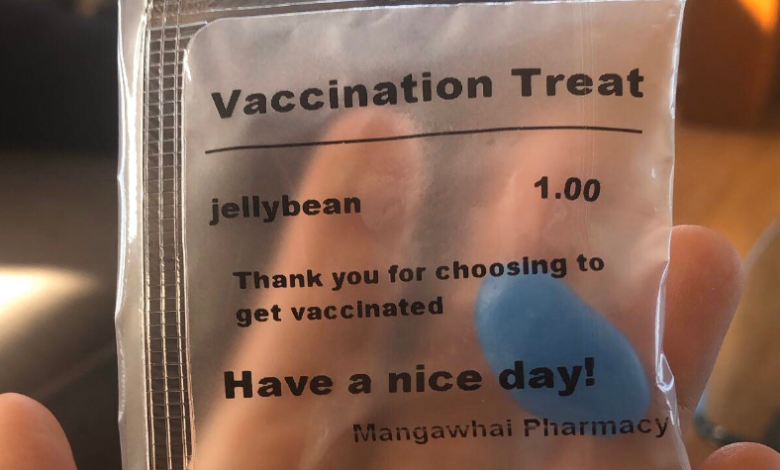 Vaccination Treat
jellybean 1.00
Thank you for choosing to
get vaccinated
Have a nice day!
Mangawhai Pharmacy